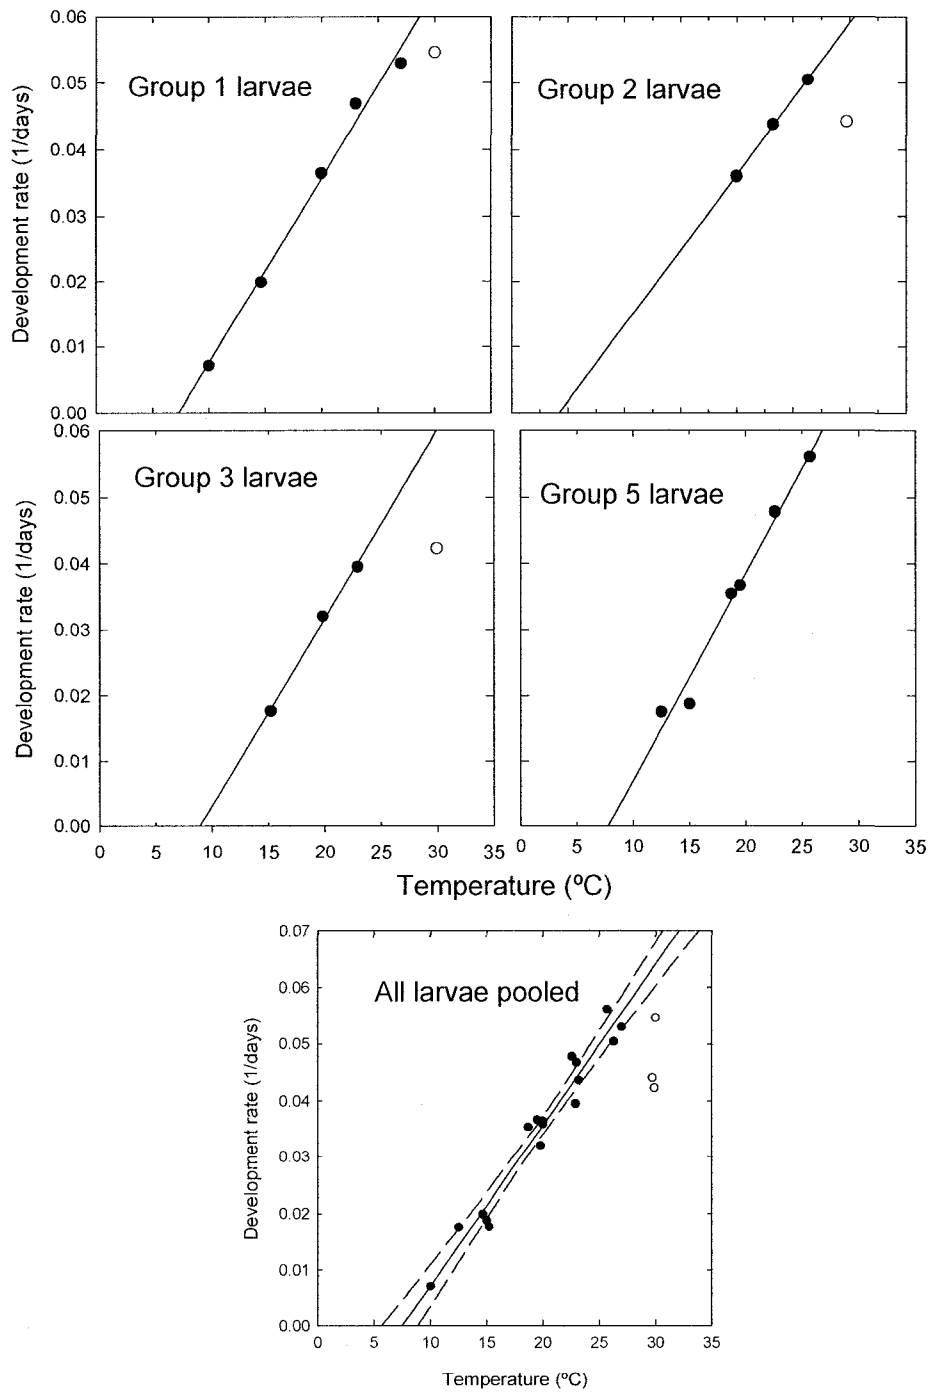 0.06
0.05
0.04
0.03
0.02
0.01
0.00
Development rate (1/days)
Group 1 larvae
Group 2 larvae
0.06
0.05
0.04
0.03
0.02
0.01
0.00
Development rate (1/days)
Group 3 larvae
Group 5 larvae
0 5 10 15 20 25 30 35
0 5 10 15 20 25 30 35
Temperature (ºC)
0.07
0.06
0.05
0.04
0.03
0.02
0.01
0.00
Development rate (1/days)
All larvae pooled
0 5 10 15 20 25 30 35
Temperature (ºC)